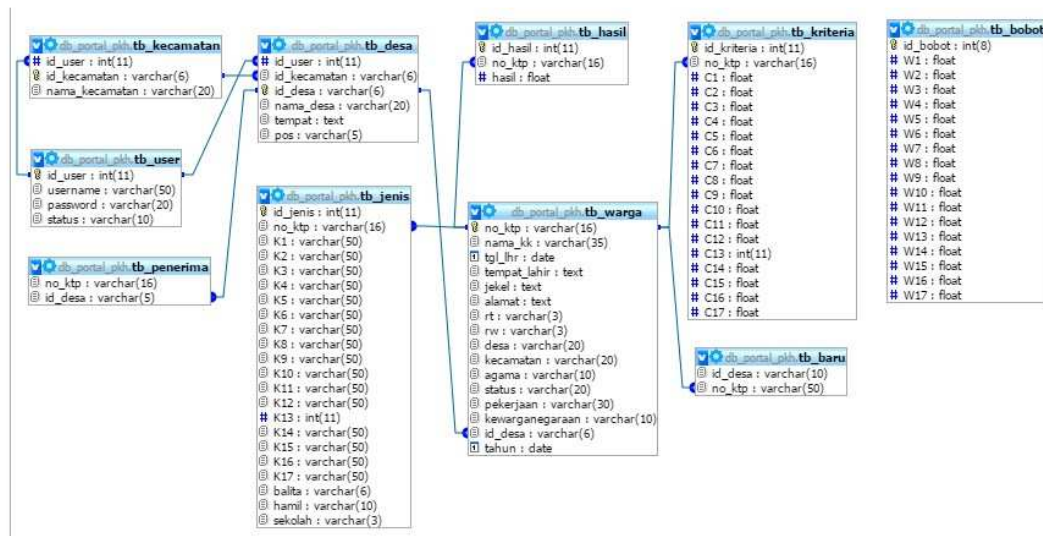 db_portal_pkh.tb_kecamatan
id_user : int(11)
id_kecamatan : varchar(6)
nama_kecamatan : varchar(20)
db_portal_pkh.tb_desa
id_user : int(11)
id_kecamatan : varchar(6)
id_desa : varchar(6)
nama_desa : varchar(20)
tempat : text
pos : varchar(5)
db_portal_pkh.tb_hasil
id_hasil : int(11)
no_ktp : varchar(16)
hasil : float
db_portal_pkh.tb_kriteria
id_kriteria : int(11)
no_ktp : varchar(16)
C1 : float
C2 : float
C3 : float
C4 : float
C5 : float
C6 : float
C7 : float
C8 : float
C9 : float
C10 : float
C11 : float
C12 : float
C13 : int(11)
C14 : float
C15 : float
C16 : float
C17 : float
db_portal_pkh.tb_bobot
id_bobot : int(8)
W1 : float
W2 : float
W3 : float
W4 : float
W5 : float
W6 : float
W7 : float
W8 : float
W9 : float
W10 : float
W11 : float
W12 : float
W13 : float
W14 : float
W15 : float
W16 : float
W17 : float
db_portal_pkh.tb_user
id_user : int(11)
username : varchar(50)
password : varchar(20)
status : varchar(10)
db_portal_pkh.tb_penerima
no_ktp : varchar(16)
id_desa : varchar(5)
db_portal_pkh.tb_jenis
id_jenis : int(11)
no_ktp : varchar(16)
K1 : varchar(50)
K2 : varchar(50)
K3 : varchar(50)
K4 : varchar(50)
K5 : varchar(50)
K6 : varchar(50)
K7 : varchar(50)
K8 : varchar(50)
K9 : varchar(50)
K10 : varchar(50)
K11 : varchar(50)
K12 : varchar(50)
K13 : int(11)
K14 : varchar(50)
K15 : varchar(50)
K16 : varchar(50)
K17 : varchar(50)
balita : varchar(6)
hamil : varchar(10)
sekolah : varchar(3)
db_portal_pkh.tb_warga
no_ktp : varchar(16)
nama_kk : varchar(35)
tgl_lhr : date
tempat_lahir : text
jekel : text
alamat : text
rt : varchar(3)
rw : varchar(3)
desa : varchar(20)
kecamatan : varchar(20)
agama : varchar(10)
status : varchar(20)
pekerjaan : varchar(30)
kewarganegaraan : varchar(10)
id_desa : varchar(6)
tahun : date
db_portal_pkh.tb_baru
id_desa : varchar(10)
no_ktp : varchar(50)